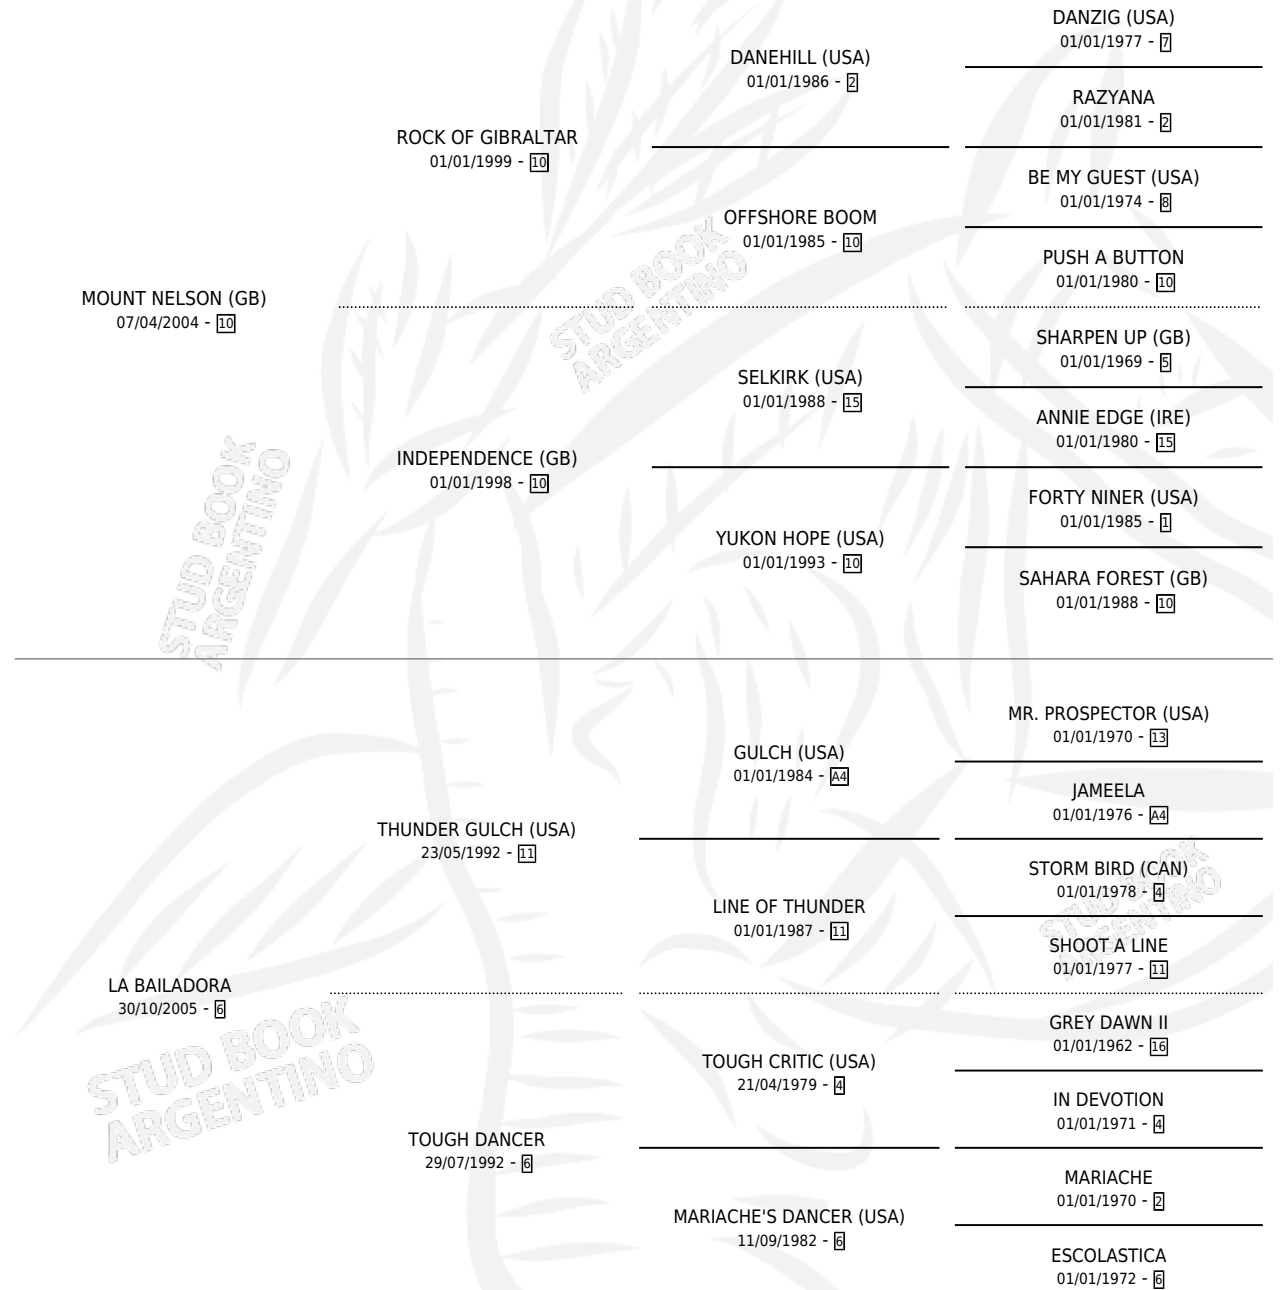 DANZIG (USA)
01/01/1977 - 7
DANEHILL (USA)
01/01/1986 - 2
RAZYANA
01/01/1981 - 2
ROCK OF GIBRALTAR
01/01/1999 - 10
BE MY GUEST (USA)
01/01/1974 - 8
OFFSHORE BOOM
01/01/1985 - 10
PUSH A BUTTON
01/01/1980 - 10
MOUNT NELSON (GB)
07/04/2004 - 10
SHARPEN UP (GB)
01/01/1969 - 5
SELKIRK (USA)
01/01/1988 - 15
ANNIE EDGE (IRE)
01/01/1980 - 15
INDEPENDENCE (GB)
01/01/1998 - 10
FORTY NINER (USA)
01/01/1985 - 1
YUKON HOPE (USA)
01/01/1993 - 10
SAHARA FOREST (GB)
01/01/1988 - 10
MR. PROSPECTOR (USA)
01/01/1970 - 13
GULCH (USA)
01/01/1984 - A4
JAMEELA
01/01/1976 - A4
THUNDER GULCH (USA)
23/05/1992 - 11
STORM BIRD (CAN)
01/01/1978 - 4
LINE OF THUNDER
01/01/1987 - 11
SHOOT A LINE
01/01/1977 - 11
LA BAILADORA
30/10/2005 - 6
GREY DAWN II
01/01/1962 - 16
TOUGH CRITIC (USA)
21/04/1979 - 4
IN DEVOTION
01/01/1971 - 4
TOUGH DANCER
29/07/1992 - 6
MARIACHE
01/01/1970 - 2
MARIACHE'S DANCER (USA)
11/09/1982 - 6
ESCOLASTICA
01/01/1972 - 6
STUD BOOK
ARGENTINO
STUD BOOK
ARGENTINO
STUD BOOK
ARGENTINO
STUD BOOK
ARGENTINO